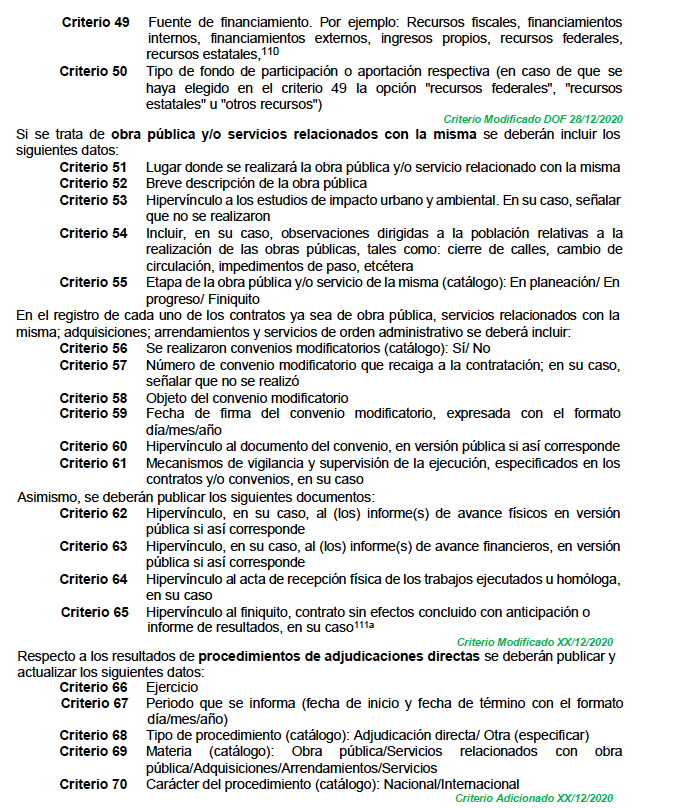 Criterio 49 Fuente de financiamiento. Por ejemplo: Recursos fiscales, financiamientos
internos, financiamientos externos, ingresos propios, recursos federales,
recursos estatales,110
Criterio 50 Tipo de fondo de participación o aportación respectiva (en caso de que se
haya elegido en el criterio 49 la opción "recursos federales", "recursos
estatales" u "otros recursos")
Criterio Modificado DOF 28/12/2020
Si se trata de obra pública y/o servicios relacionados con la misma se deberán incluir los
siguientes datos:
Criterio 51 Lugar donde se realizará la obra pública y/o servicio relacionado con la misma
Criterio 52 Breve descripción de la obra pública
Criterio 53 Hipervínculo a los estudios de impacto urbano y ambiental. En su caso, señalar
que no se realizaron
Criterio 54 Incluir, en su caso, observaciones dirigidas a la población relativas a la
realización de las obras públicas, tales como: cierre de calles, cambio de
circulación, impedimentos de paso, etcétera
Criterio 55 Etapa de la obra pública y/o servicio de la misma (catálogo): En planeación/ En
progreso/ Finiquito
En el registro de cada uno de los contratos ya sea de obra pública, servicios relacionados con la
misma; adquisiciones; arrendamientos y servicios de orden administrativo se deberá incluir:
Criterio 56 Se realizaron convenios modificatorios (catálogo): Sí/ No
Criterio 57 Número de convenio modificatorio que recaiga a la contratación; en su caso,
señalar que no se realizó
Criterio 58 Objeto del convenio modificatorio
Criterio 59 Fecha de firma del convenio modificatorio, expresada con el formato
día/mes/año
Criterio 60 Hipervínculo al documento del convenio, en versión pública si así corresponde
Criterio 61 Mecanismos de vigilancia y supervisión de la ejecución, especificados en los
contratos y/o convenios, en su caso
Asimismo, se deberán publicar los siguientes documentos:
Criterio 62 Hipervínculo, en su caso, al (los) informe(s) de avance físicos en versión
pública si así corresponde
Criterio 63 Hipervínculo, en su caso, al (los) informe(s) de avance financieros, en versión
pública si así corresponde
Criterio 64 Hipervínculo al acta de recepción física de los trabajos ejecutados u homóloga,
en su caso
Criterio 65 Hipervínculo al finiquito, contrato sin efectos concluido con anticipación o
informe de resultados, en su caso111a
Criterio Modificado XX/12/2020
Respecto a los resultados de procedimientos de adjudicaciones directas se deberán publicar y
actualizar los siguientes datos:
Criterio 66 Ejercicio
Criterio 67 Periodo que se informa (fecha de inicio y fecha de término con el formato
día/mes/año)
Criterio 68 Tipo de procedimiento (catálogo): Adjudicación directa/ Otra (especificar)
Criterio 69 Materia (catálogo): Obra pública/Servicios relacionados con obra
pública/Adquisiciones/Arrendamientos/Servicios
Criterio 70 Carácter del procedimiento (catálogo): Nacional/Internacional
Criterio Adicionado XX/12/2020